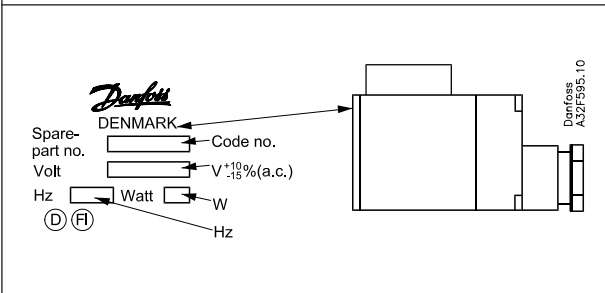 Danfoss
DENMARK
Spare-
part no.
Code no.
Volt
V +10 -15 %(a.c.)
Hz
Watt
W
D
FI
Hz
Danfoss
A32F595.10